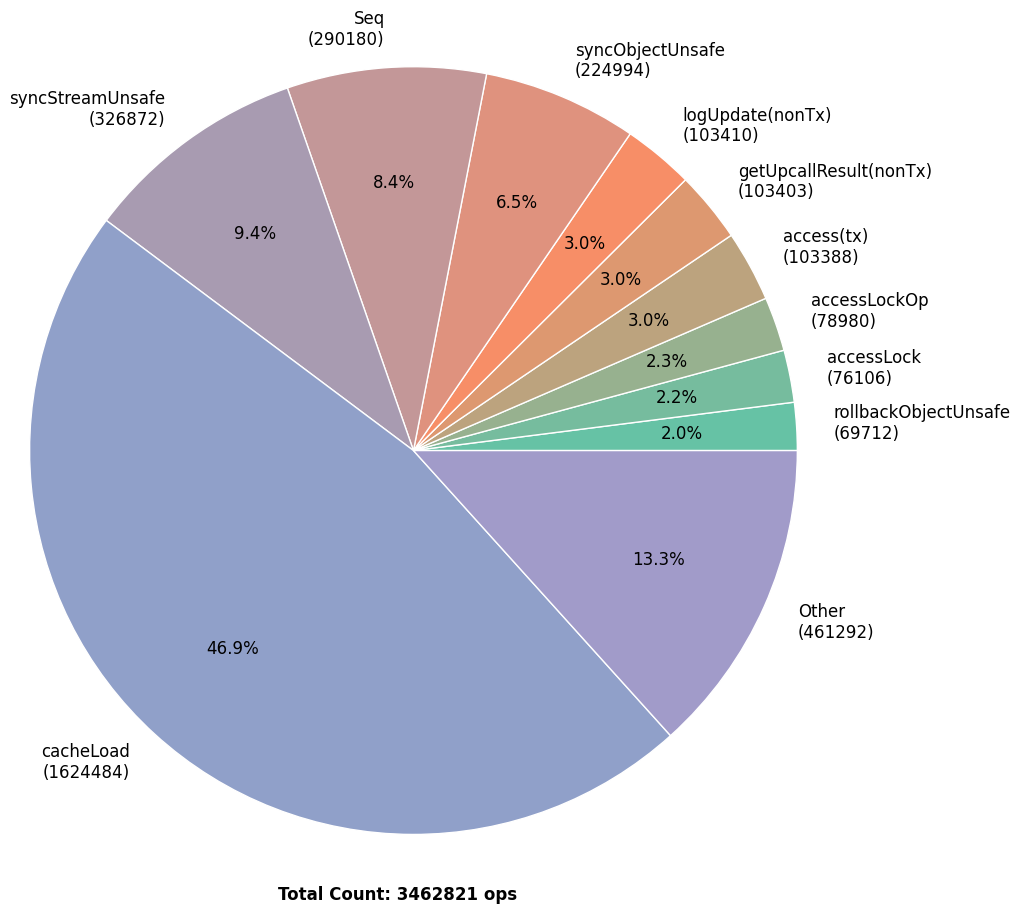 Seq
(290180)
syncObjectUnsafe
(224994)
syncStreamUnsafe
(326872)
logUpdate(nonTx)
(103410)
getUpcallResult(nonTx)
(103403)
8.4%
6.5%
access(tx)
(103388)
9.4%
3.0%
3.0%
accessLockOp
(78980)
3.0%
accessLock
(76106)
2.3%
2.2%
rollbackObjectUnsafe
(69712)
2.0%
13.3%
Other
(461292)
46.9%
cacheLoad
(1624484)
Total Count: 3462821 ops